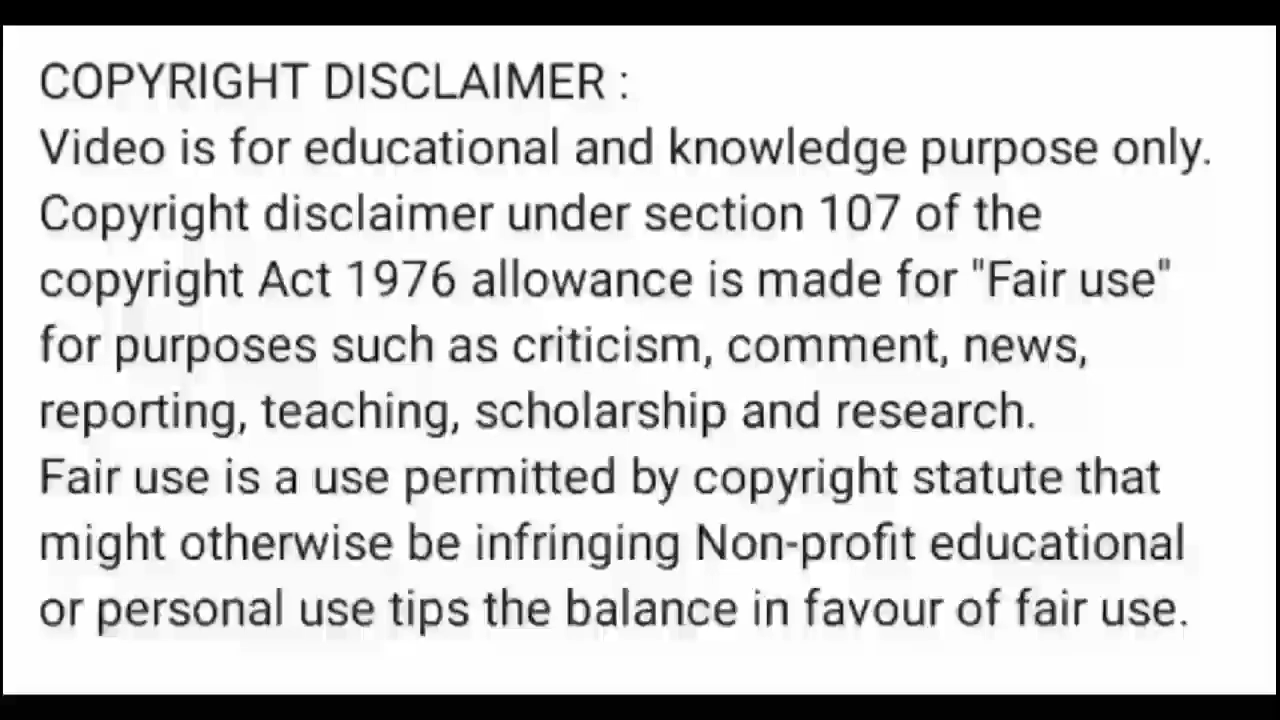 COPYRIGHT DISCLAIMER :
Video is for educational and knowledge purpose only.
Copyright disclaimer under section 107 of the
copyright Act 1976 allowance is made for "Fair use"
for purposes such as criticism, comment, news,
reporting, teaching, scholarship and research.
Fair use is a use permitted by copyright statute that
might otherwise be infringing Non-profit educational
or personal use tips the balance in favour of fair use.